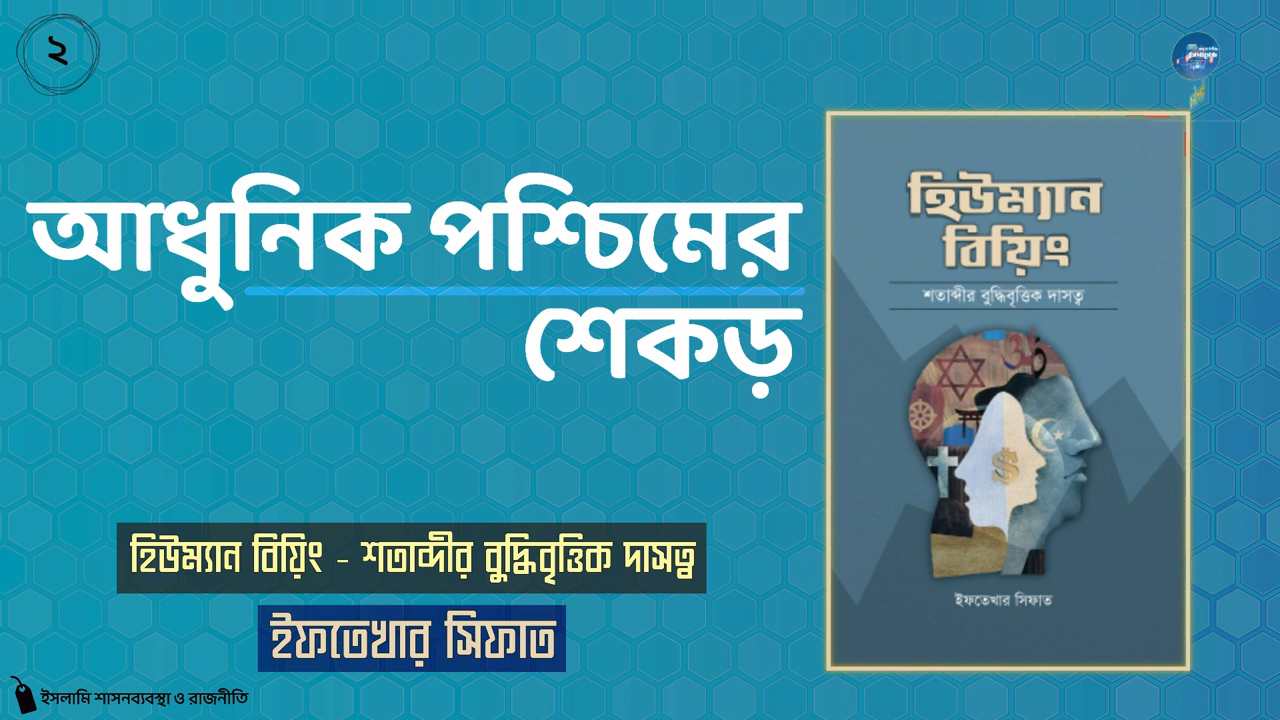 ২
আধুনিক পশ্চিমের
শেকড়
হিউম্যান
বিয়িং
শতাব্দীর বুদ্ধিবৃত্তিক দাসত্ব
ইফতেখার সিফাত
হিউম্যান বিয়িং - শতাব্দীর বুদ্ধিবৃত্তিক দাসত্ব
ইফতেখার সিফাত
ইসলামি শাসনব্যবস্থা ও রাজনীতি